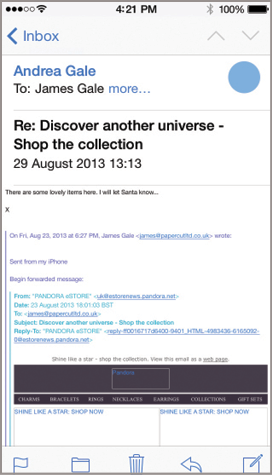 4:21 PM 100%
Inbox
Andrea Gale
To: James Gale more...
Re: Discover another universe -
Shop the collection
29 August 2013 13:13
There are some lovely items here. I will let Santa know...
X
On Fri, Aug 23, 2013 at 6:27 PM, James Gale <james@papercutltd.co.uk> wrote:
Sent from my iPhone
Begin forwarded message:
From: "PANDORA eSTORE" <uk@estorenews.pandora.net>
Date: 23 August 2013 18:01:03 BST
To: <james@papercutltd.co.uk>
Subject: Discover another universe - Shop the collection
Reply-To: "PANDORA eSTORE" <reply-ff0016717d6400-9401_HTML-4983436-6165092-
0@estorenews.pandora.net>
Shine like a star - shop the collection. View this email as a web page.
Pandora
CHARMS BRACELETS RINGS NECKLACES EARRINGS COLLECTIONS GIFT SETS
SHINE LIKE A STAR: SHOP NOW SHINE LIKE A STAR: SHOP NOW